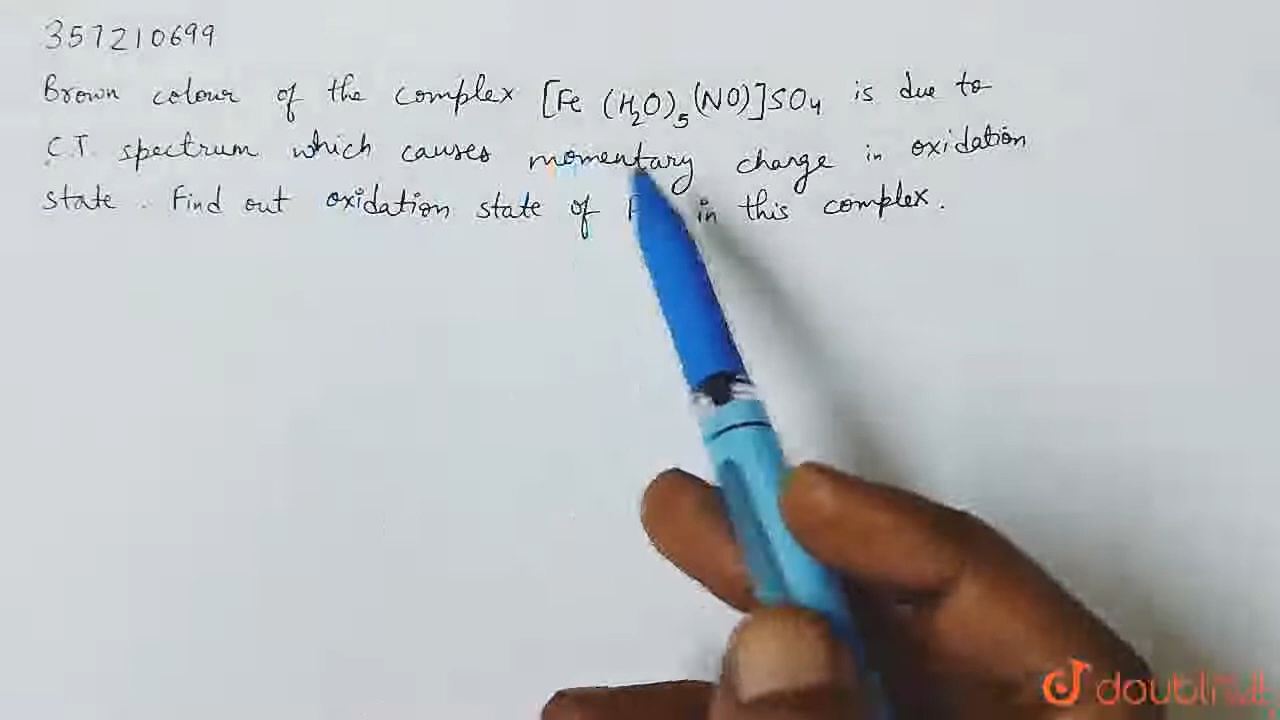 357210699
Brown colour of the complex [Fe (H₂O)₅(NO)]SO₄ is due to
C.T. spectrum which causes momentary change in oxidation
state. Find out oxidation state of in this complex.
doubtnut